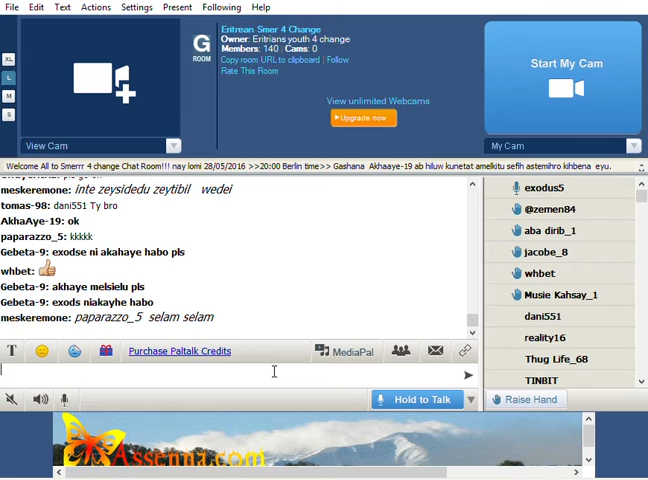 File Edit Text Actions Settings Present Following Help
XL
L
M
S
View Cam
G
ROOM
Eritrean Smer 4 Change
Owner: Eritrians youth 4 change
Members: 140 Cams: 0
Copy room URL to clipboard | Follow
Rate This Room
View unlimited Webcams
Upgrade now
Start My Cam
My Cam
Welcome All to Smerrr 4 change Chat Room!!! nay lomi 28/05/2016 >>20:00 Berlin time>> Gashana Akhaaye-19 ab hiluw kunetat amelkitu sefih astemihro kihbena eyu.
meskeremone: inte zeysidedu zeytibil wedei
tomas-98: dani551 Ty bro
AkhaAye-19: ok
paparazzo_5: kkkkk
Gebeta-9: exodse ni akahaye habo pls
whbet:
Gebeta-9: akhaye melsielu pls
Gebeta-9: exods niakayhe habo
meskeremone: paparazzo_5 selam selam
exodus5
@zemen84
aba dirib_1
jacobe_8
whbet
Musie Kahsay_1
dani551
reality16
Thug Life_68
TINBIT
T
Purchase Paltalk Credits
MediaPal
Hold to Talk
Raise Hand
Assenna.com